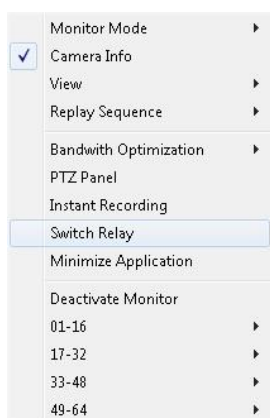 Monitor Mode
Camera Info
View
Replay Sequence
Bandwith Optimization
PTZ Panel
Instant Recording
Switch Relay
Minimize Application
Deactivate Monitor
01-16
17-32
33-48
49-64